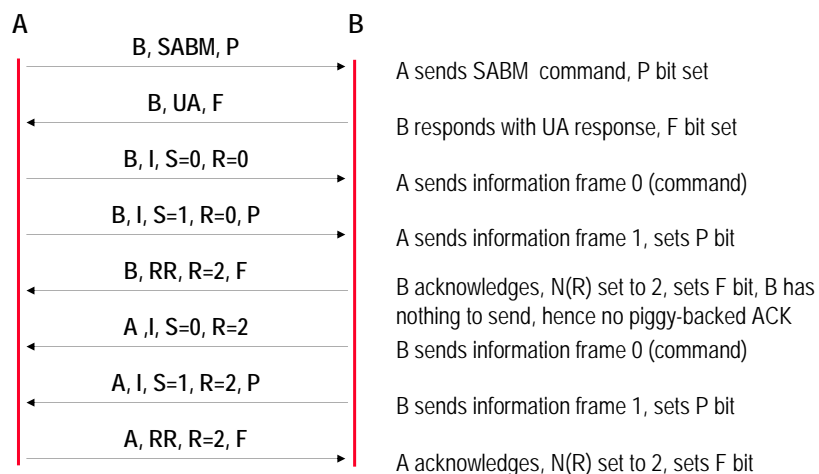 A B
B, SABM, P
A sends SABM command, P bit set
B, UA, F
B responds with UA response, F bit set
B, I, S=0, R=0
A sends information frame 0 (command)
B, I, S=1, R=0, P
A sends information frame 1, sets P bit
B, RR, R=2, F
B acknowledges, N(R) set to 2, sets F bit, B has
nothing to send, hence no piggy-backed ACK
A ,I, S=0, R=2
B sends information frame 0 (command)
A, I, S=1, R=2, P
B sends information frame 1, sets P bit
A, RR, R=2, F
A acknowledges, N(R) set to 2, sets F bit